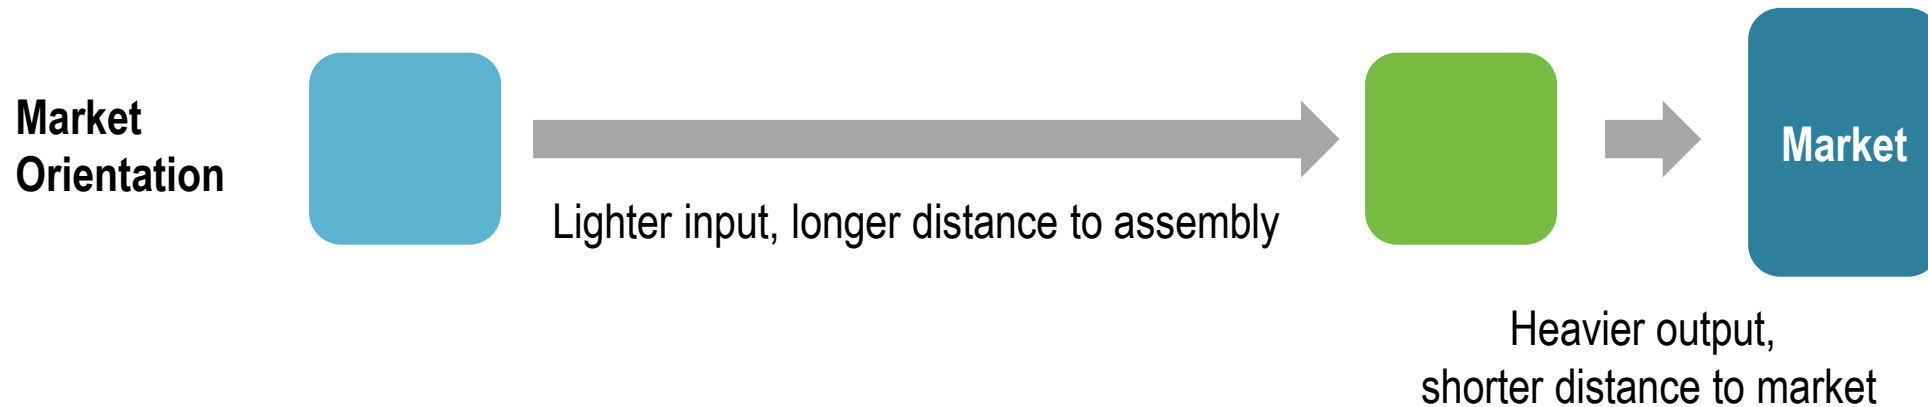 Market
Orientation
Lighter input, longer distance to assembly
Market
Heavier output,
shorter distance to market